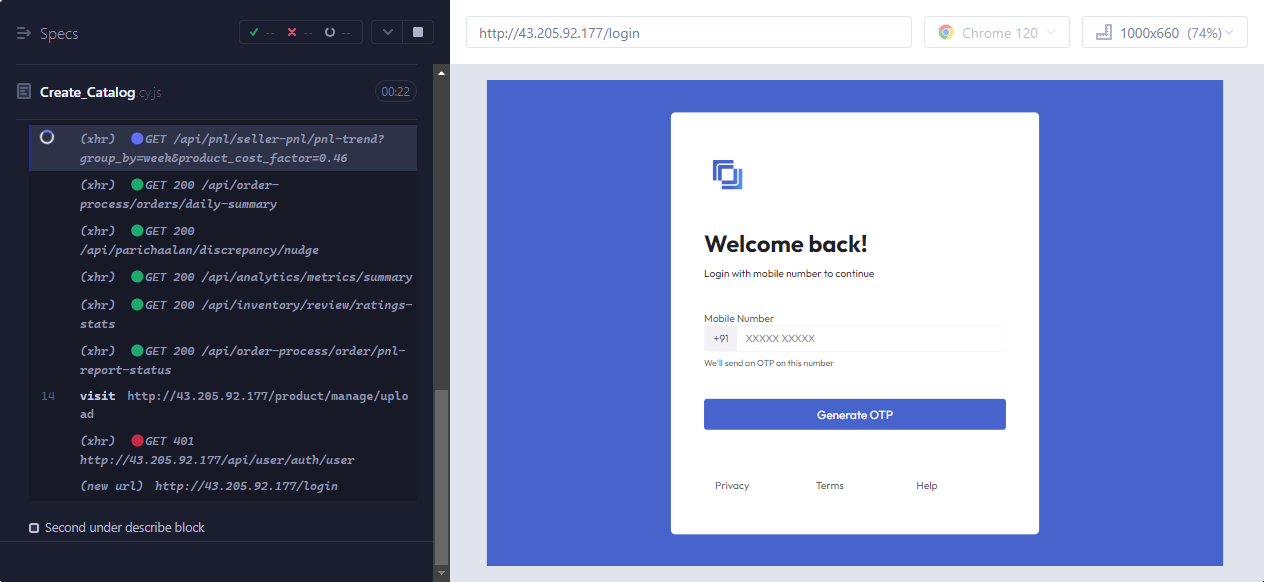 Specs
-- -- --
Create_Catalog cy.js
00:22
(xhr) GET /api/pnl/seller-pnl/pnl-trend?
group_by=week&product_cost_factor=0.46
(xhr) GET 200 /api/order-
process/orders/daily-summary
(xhr) GET 200
/api/parichaalan/discrepancy/nudge
(xhr) GET 200 /api/analytics/metrics/summary
(xhr) GET 200 /api/inventory/review/ratings-
stats
(xhr) GET 200 /api/order-process/order/pnl-
report-status
14 visit http://43.205.92.177/product/manage/uplo
ad
(xhr) GET 401
http://43.205.92.177/api/user/auth/user
(new url) http://43.205.92.177/login
Second under describe block
http://43.205.92.177/login
Chrome 120
1000x660 (74%)
Welcome back!
Login with mobile number to continue
Mobile Number
+91 XXXXX XXXXX
We'll send an OTP on this number
Generate OTP
Privacy Terms Help